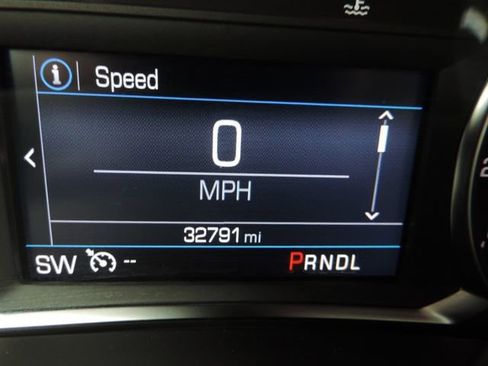 Speed
0
MPH
32791 mi
SW -- PRNDL